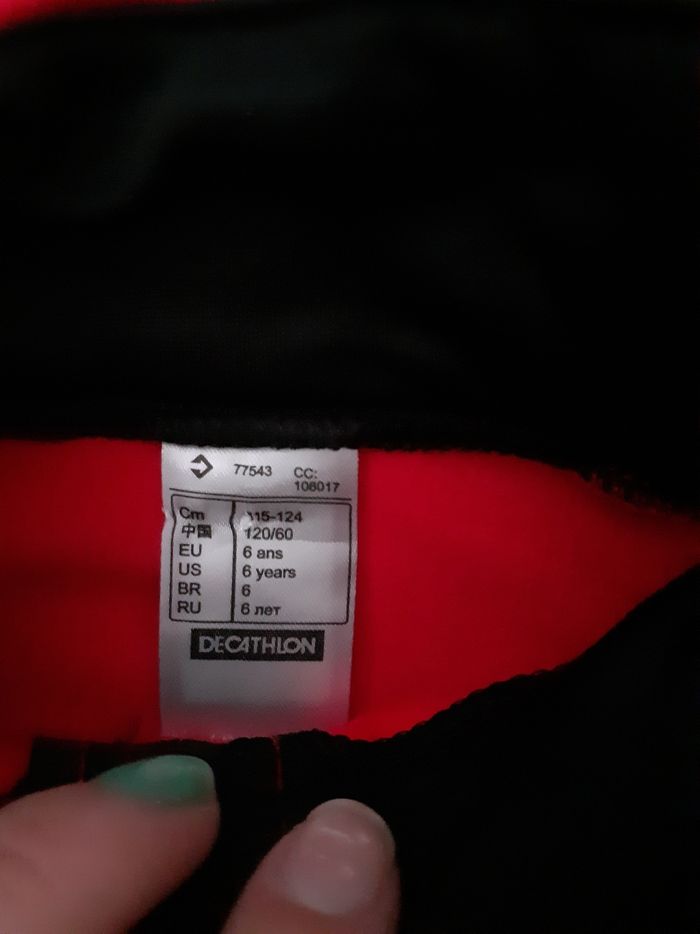 77543 CC:
108017
Cm 115-124
中国 120/60
EU 6 ans
US 6 years
BR 6
RU 6 лет
DECATHLON